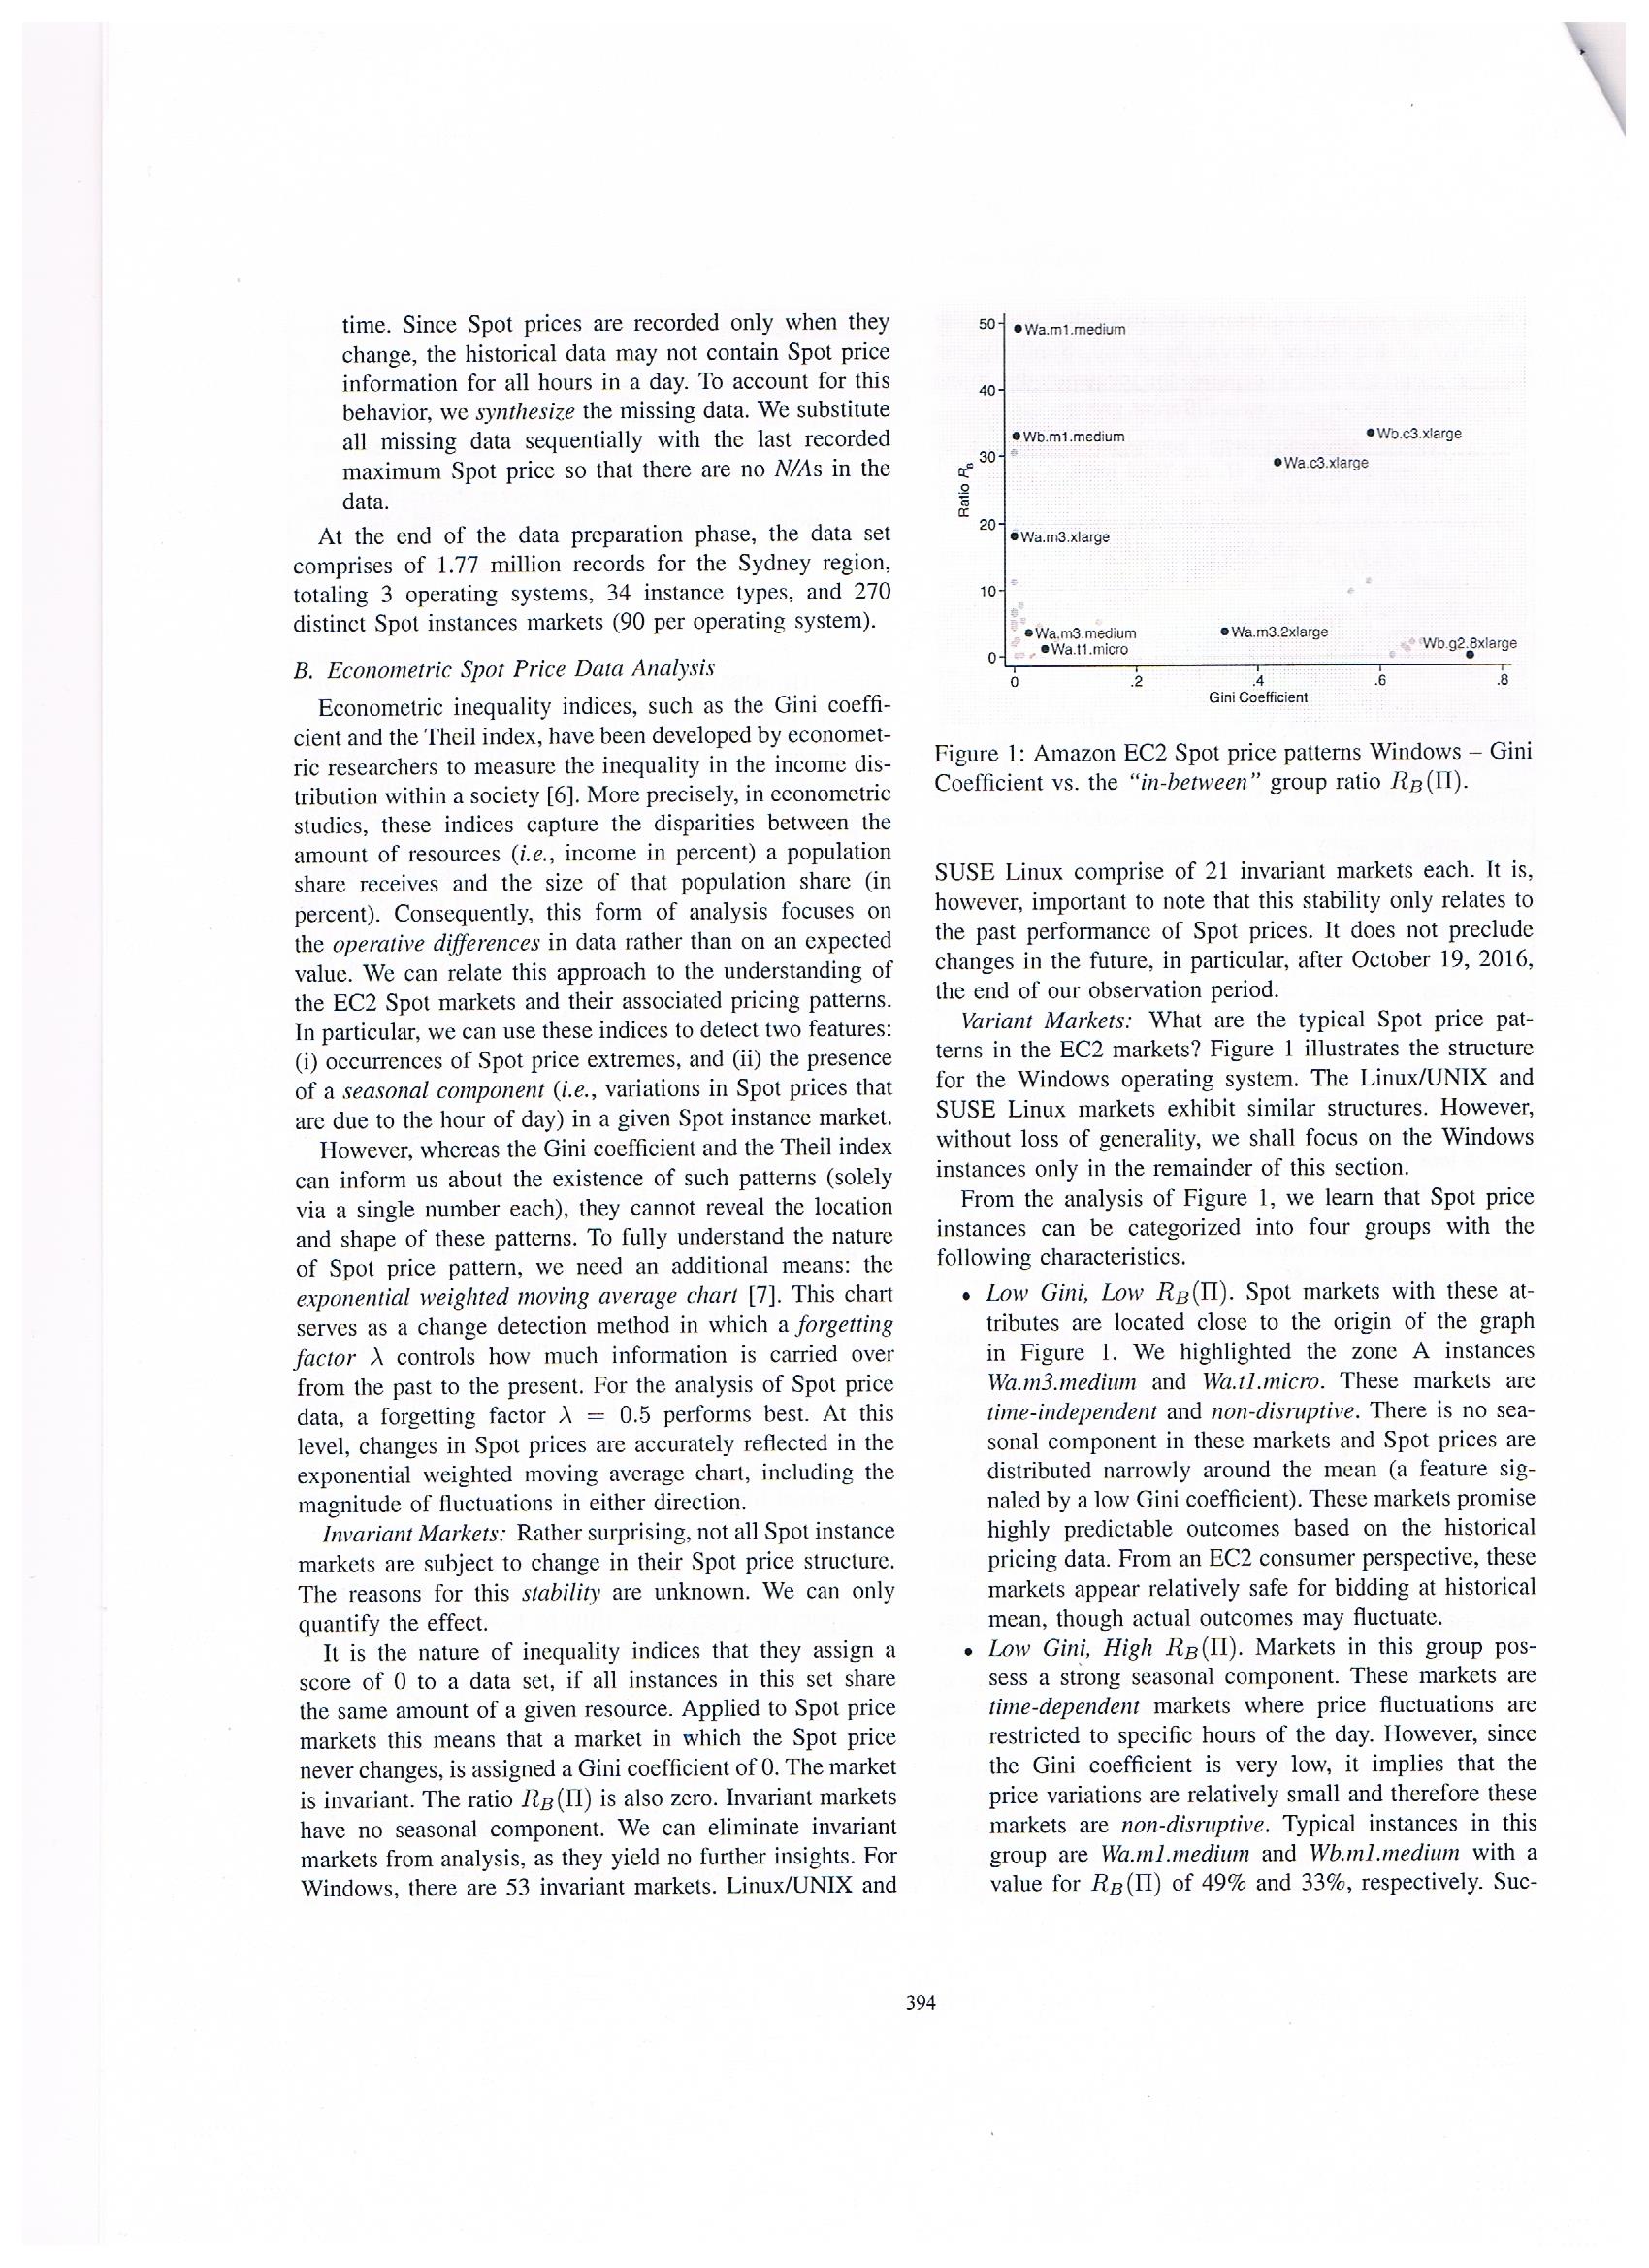 time. Since Spot prices are recorded only when they
change, the historical data may not contain Spot price
information for all hours in a day. To account for this
behavior, we synthesize the missing data. We substitute
all missing data sequentially with the last recorded
maximum Spot price so that there are no N/As in the
data.
At the end of the data preparation phase, the data set
comprises of 1.77 million records for the Sydney region,
totaling 3 operating systems, 34 instance types, and 270
distinct Spot instances markets (90 per operating system).
B. Econometric Spot Price Data Analysis
Econometric inequality indices, such as the Gini coeffi-
cient and the Theil index, have been developed by economet-
ric researchers to measure the inequality in the income dis-
tribution within a society [6]. More precisely, in econometric
studies, these indices capture the disparities between the
amount of resources (i.e., income in percent) a population
share receives and the size of that population share (in
percent). Consequently, this form of analysis focuses on
the operative differences in data rather than on an expected
value. We can relate this approach to the understanding of
the EC2 Spot markets and their associated pricing patterns.
In particular, we can use these indices to detect two features:
(i) occurrences of Spot price extremes, and (ii) the presence
of a seasonal component (i.e., variations in Spot prices that
are due to the hour of day) in a given Spot instance market.
However, whereas the Gini coefficient and the Theil index
can inform us about the existence of such patterns (solely
via a single number each), they cannot reveal the location
and shape of these patterns. To fully understand the nature
of Spot price pattern, we need an additional means: the
exponential weighted moving average chart [7]. This chart
serves as a change detection method in which a forgetting
factor λ controls how much information is carried over
from the past to the present. For the analysis of Spot price
data, a forgetting factor λ = 0.5 performs best. At this
level, changes in Spot prices are accurately reflected in the
exponential weighted moving average chart, including the
magnitude of fluctuations in either direction.
Invariant Markets: Rather surprising, not all Spot instance
markets are subject to change in their Spot price structure.
The reasons for this stability are unknown. We can only
quantify the effect.
It is the nature of inequality indices that they assign a
score of 0 to a data set, if all instances in this set share
the same amount of a given resource. Applied to Spot price
markets this means that a market in which the Spot price
never changes, is assigned a Gini coefficient of 0. The market
is invariant. The ratio R_B(Π) is also zero. Invariant markets
have no seasonal component. We can eliminate invariant
markets from analysis, as they yield no further insights. For
Windows, there are 53 invariant markets. Linux/UNIX and
50
Wa.m1.medium
40
Wb.m1.medium
Wb.c3.xlarge
30
Wa.c3.xlarge
Ratio R_B
20
Wa.m3.xlarge
10
Wa.m3.medium
Wa.m3.2xlarge
Wa.t1.micro
Wb.g2.8xlarge
0
0 .2 .4 .6 .8
Gini Coefficient
Figure 1: Amazon EC2 Spot price patterns Windows – Gini
Coefficient vs. the “in-between” group ratio R_B(Π).
SUSE Linux comprise of 21 invariant markets each. It is,
however, important to note that this stability only relates to
the past performance of Spot prices. It does not preclude
changes in the future, in particular, after October 19, 2016,
the end of our observation period.
Variant Markets: What are the typical Spot price pat-
terns in the EC2 markets? Figure 1 illustrates the structure
for the Windows operating system. The Linux/UNIX and
SUSE Linux markets exhibit similar structures. However,
without loss of generality, we shall focus on the Windows
instances only in the remainder of this section.
From the analysis of Figure 1, we learn that Spot price
instances can be categorized into four groups with the
following characteristics.
• Low Gini, Low R_B(Π). Spot markets with these at-
tributes are located close to the origin of the graph
in Figure 1. We highlighted the zone A instances
Wa.m3.medium and Wa.t1.micro. These markets are
time-independent and non-disruptive. There is no sea-
sonal component in these markets and Spot prices are
distributed narrowly around the mean (a feature sig-
naled by a low Gini coefficient). These markets promise
highly predictable outcomes based on the historical
pricing data. From an EC2 consumer perspective, these
markets appear relatively safe for bidding at historical
mean, though actual outcomes may fluctuate.
• Low Gini, High R_B(Π). Markets in this group pos-
sess a strong seasonal component. These markets are
time-dependent markets where price fluctuations are
restricted to specific hours of the day. However, since
the Gini coefficient is very low, it implies that the
price variations are relatively small and therefore these
markets are non-disruptive. Typical instances in this
group are Wa.m1.medium and Wb.m1.medium with a
value for R_B(Π) of 49% and 33%, respectively. Suc-
394